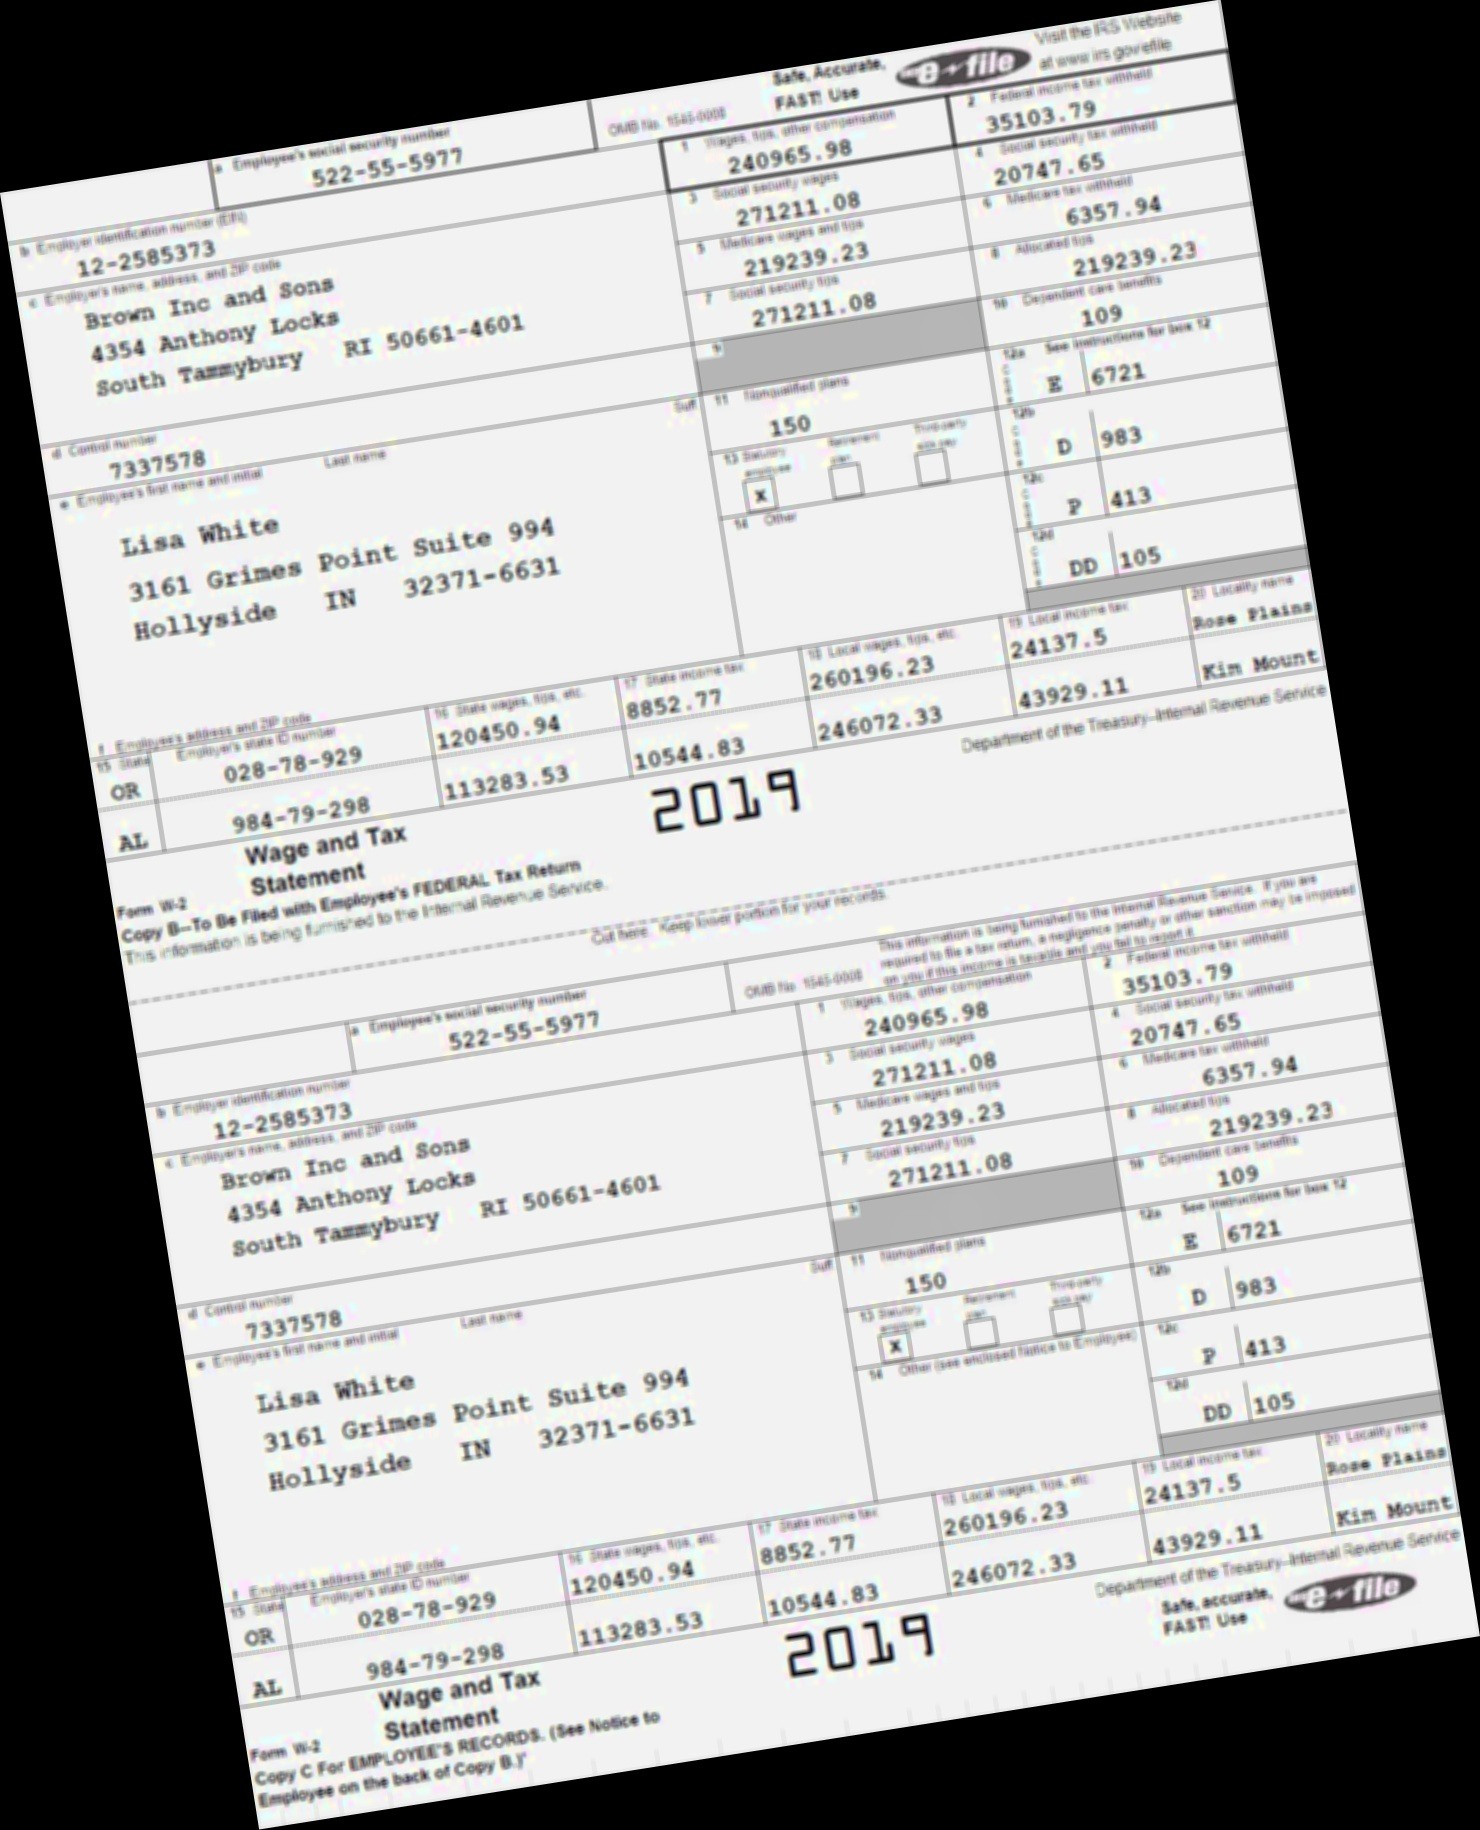 Safe, Accurate,
FAST! Use
e~file
Visit the IRS Website
at www.irs.gov/efile
a Employee's social security number
522-55-5977
OMB No. 1545-0008
1 Wages, tips, other compensation
240965.98
2 Federal income tax withheld
35103.79
b Employer identification number (EIN)
12-2585373
3 Social security wages
271211.08
4 Social security tax withheld
20747.65
c Employer's name, address, and ZIP code
Brown Inc and Sons
4354 Anthony Locks
South Tammybury RI 50661-4601
5 Medicare wages and tips
219239.23
6 Medicare tax withheld
6357.94
7 Social security tips
271211.08
8 Allocated tips
219239.23
9
10 Dependent care benefits
109
d Control number
7337578
11 Nonqualified plans
150
12a See instructions for box 12
Code
E 6721
e Employee's first name and initial Last name Suff.
Lisa White
3161 Grimes Point Suite 994
Hollyside IN 32371-6631
13 Statutory employee Retirement plan Third-party sick pay
x
12b
Code
D 983
14 Other
12c
Code
P 413
12d
Code
DD 105
f Employee's address and ZIP code
15 State Employer's state ID number
16 State wages, tips, etc.
17 State income tax
18 Local wages, tips, etc.
19 Local income tax
20 Locality name
OR 028-78-929 120450.94 8852.77 260196.23 24137.5 Rose Plains
AL 984-79-298 113283.53 10544.83 246072.33 43929.11 Kim Mount
Form W-2
Wage and Tax
Statement
2019
Department of the Treasury–Internal Revenue Service
Copy B—To Be Filed with Employee's FEDERAL Tax Return
This information is being furnished to the Internal Revenue Service.
Cut here. Keep lower portion for your records.
This information is being furnished to the Internal Revenue Service. If you are
required to file a tax return, a negligence penalty or other sanction may be imposed
on you if this income is taxable and you fail to report it.
a Employee's social security number
522-55-5977
OMB No. 1545-0008
1 Wages, tips, other compensation
240965.98
2 Federal income tax withheld
35103.79
b Employer identification number
12-2585373
3 Social security wages
271211.08
4 Social security tax withheld
20747.65
c Employer's name, address, and ZIP code
Brown Inc and Sons
4354 Anthony Locks
South Tammybury RI 50661-4601
5 Medicare wages and tips
219239.23
6 Medicare tax withheld
6357.94
7 Social security tips
271211.08
8 Allocated tips
219239.23
9
10 Dependent care benefits
109
d Control number
7337578
11 Nonqualified plans
150
12a See instructions for box 12
E 6721
e Employee's first name and initial Last name Suff.
Lisa White
3161 Grimes Point Suite 994
Hollyside IN 32371-6631
13 Statutory employee Retirement plan Third-party sick pay
x
12b
D 983
14 Other (see enclosed Notice to Employee)
12c
P 413
12d
DD 105
f Employee's address and ZIP code
15 State Employer's state ID number
16 State wages, tips, etc.
17 State income tax
18 Local wages, tips, etc.
19 Local income tax
20 Locality name
OR 028-78-929 120450.94 8852.77 260196.23 24137.5 Rose Plains
AL 984-79-298 113283.53 10544.83 246072.33 43929.11 Kim Mount
Form W-2
Wage and Tax
Statement
2019
Department of the Treasury–Internal Revenue Service
Safe, accurate,
FAST! Use
e~file
Copy C For EMPLOYEE'S RECORDS. (See Notice to
Employee on the back of Copy B.)"